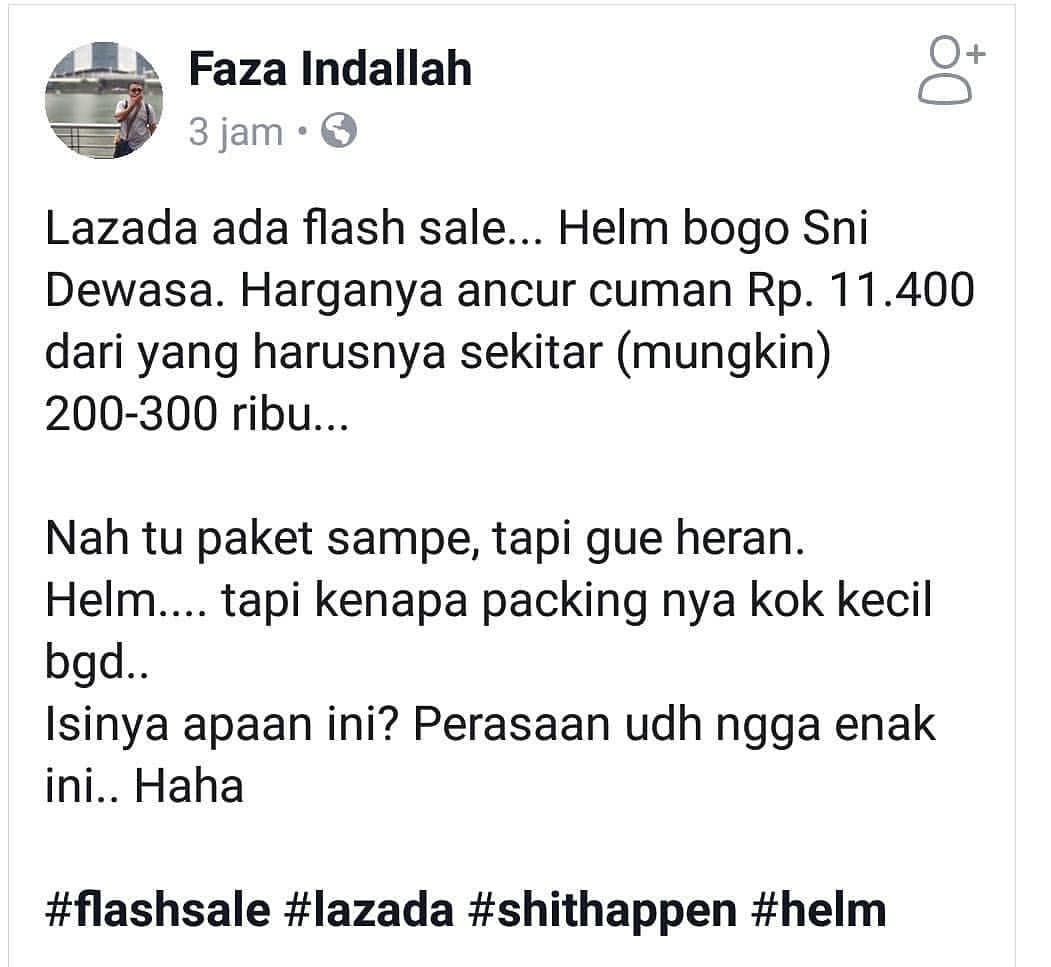 Faza Indallah
3 jam •
Lazada ada flash sale... Helm bogo Sni
Dewasa. Harganya ancur cuman Rp. 11.400
dari yang harusnya sekitar (mungkin)
200-300 ribu...
Nah tu paket sampe, tapi gue heran.
Helm.... tapi kenapa packing nya kok kecil
bgd..
Isinya apaan ini? Perasaan udh ngga enak
ini.. Haha
#flashsale #lazada #shithappen #helm